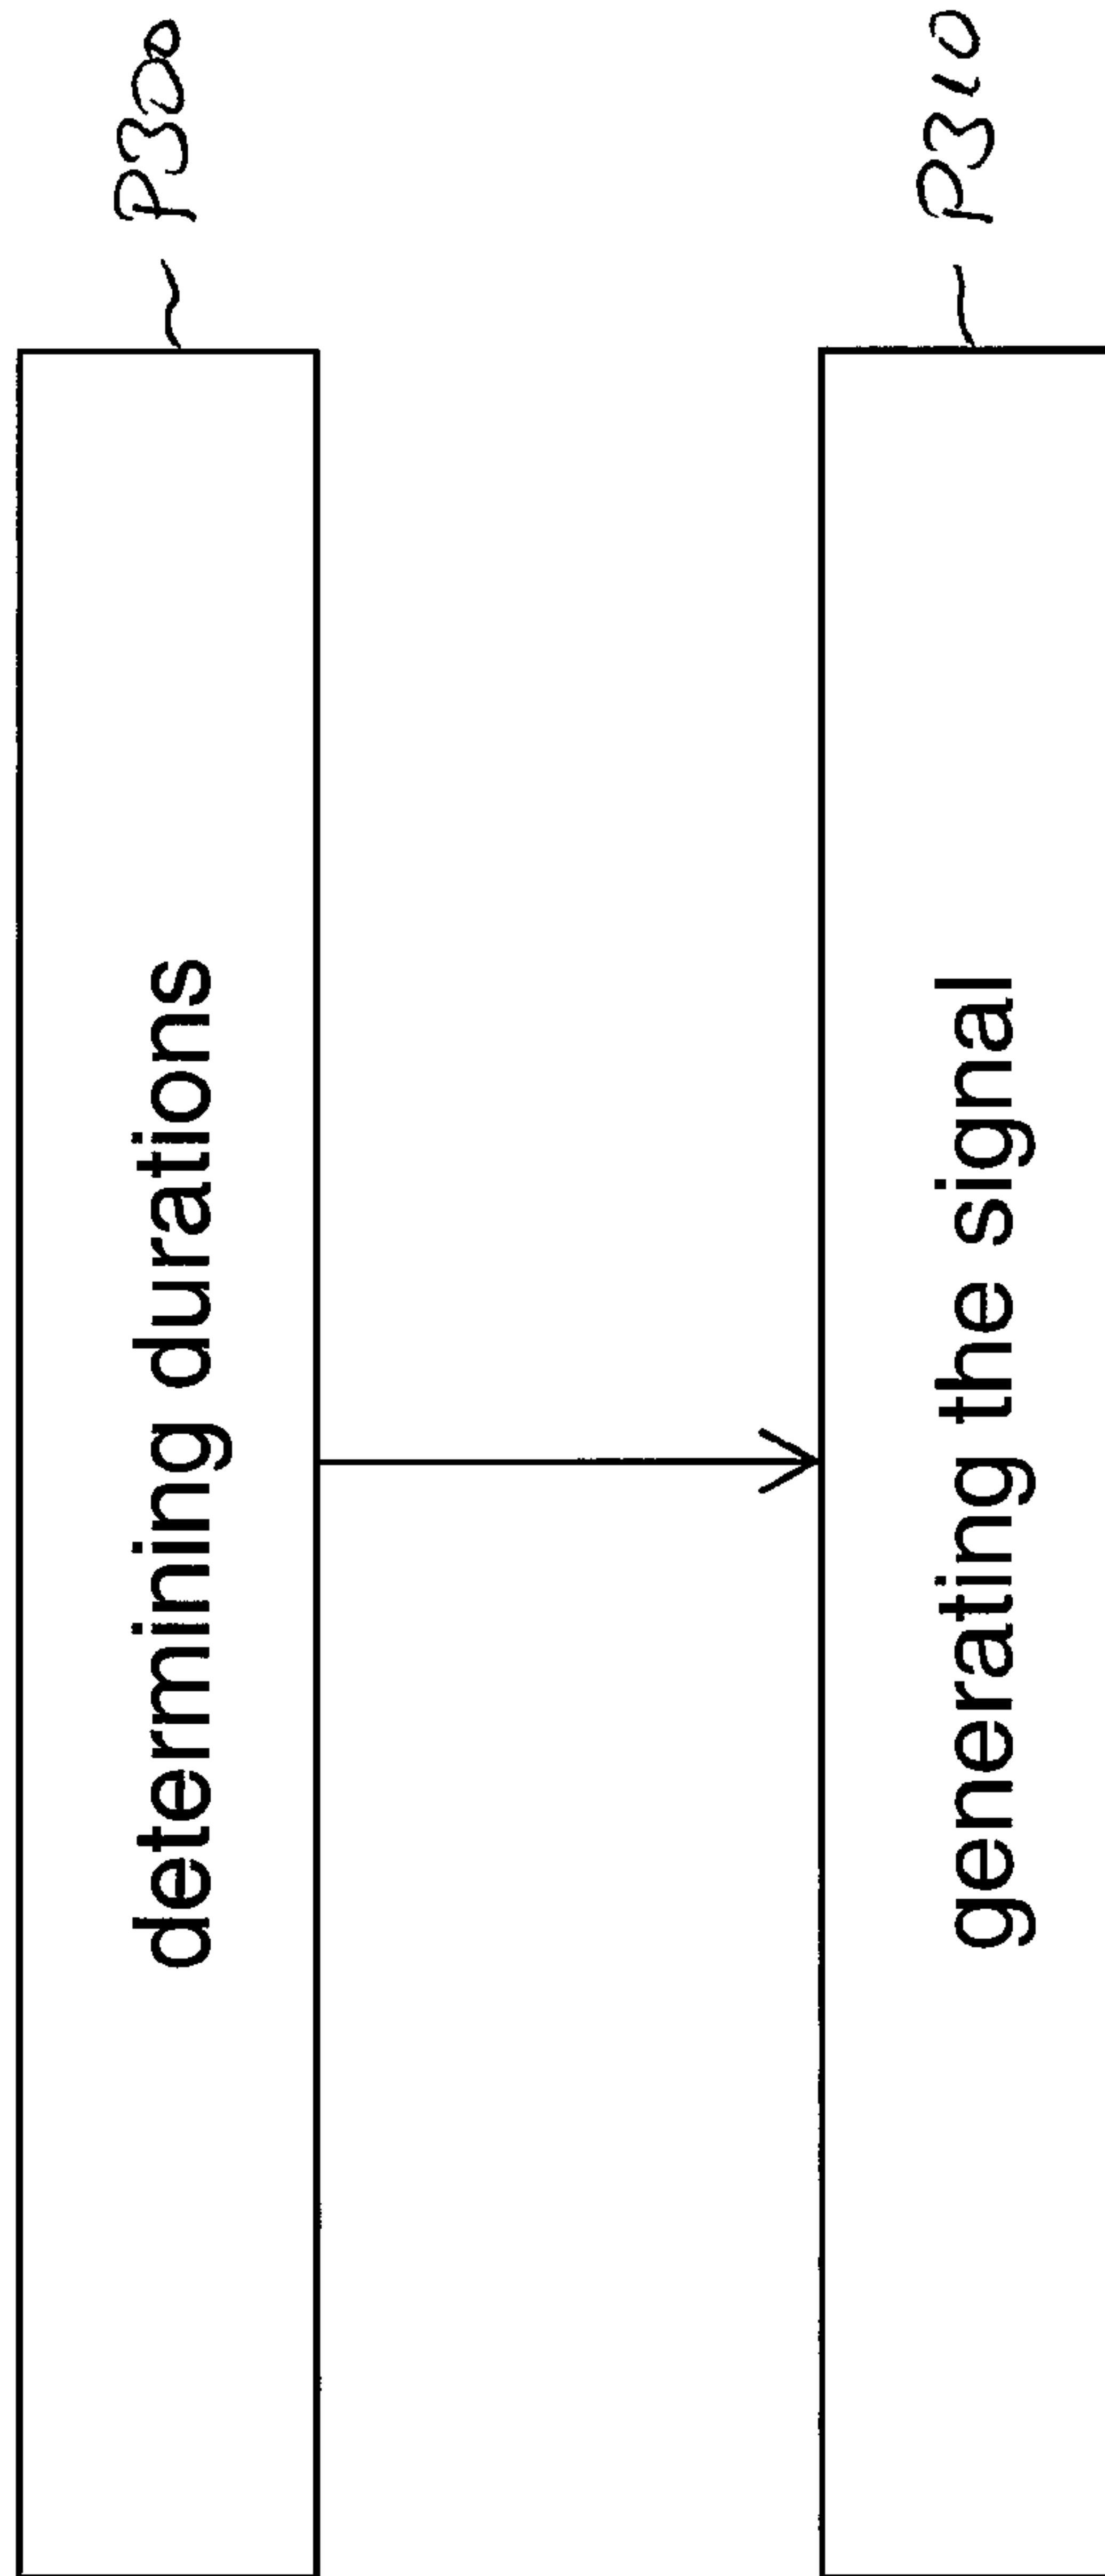 determining durations
P300
generating the signal
P310